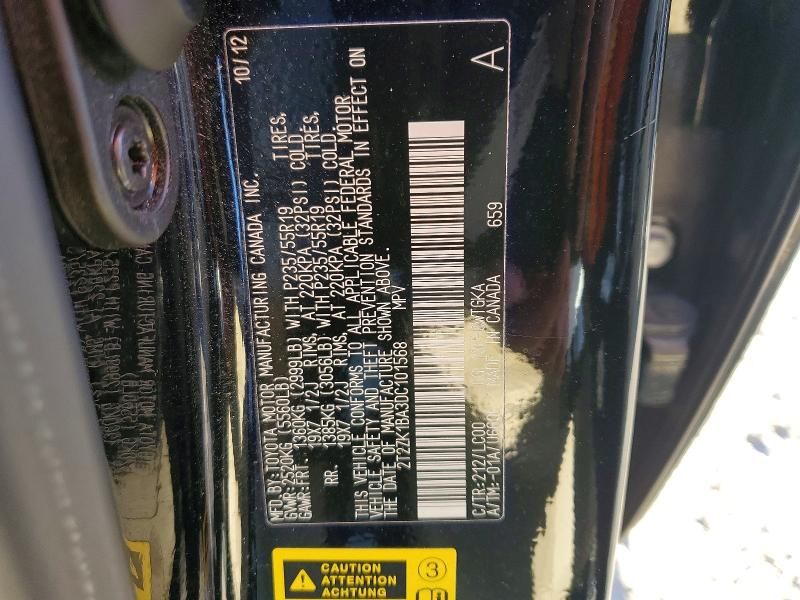 MFD.BY:TOYOTA MOTOR MANUFACTURING CANADA INC. 10/12
GVWR:2520KG (5560LB)
GAWR:FRT. 1360KG (2999LB) WITH P235/55R19 TIRES,
19X7 1/2J RIMS, AT 220KPA (32PSI) COLD
RR. 1385KG (3056LB) WITH P235/55R19 TIRES,
19X7 1/2J RIMS, AT 220KPA (32PSI) COLD
THIS VEHICLE CONFORMS TO ALL APPLICABLE FEDERAL MOTOR
VEHICLE SAFETY AND THEFT PREVENTION STANDARDS IN EFFECT ON
THE DATE OF MANUFACTURE SHOWN ABOVE.
2T2ZK1BA3DC101568 MPV
C/TR:212/LC00
A/TM:-01A/U660E MADE IN CANADA 659 A
CAUTION
ATTENTION
ACHTUNG
3